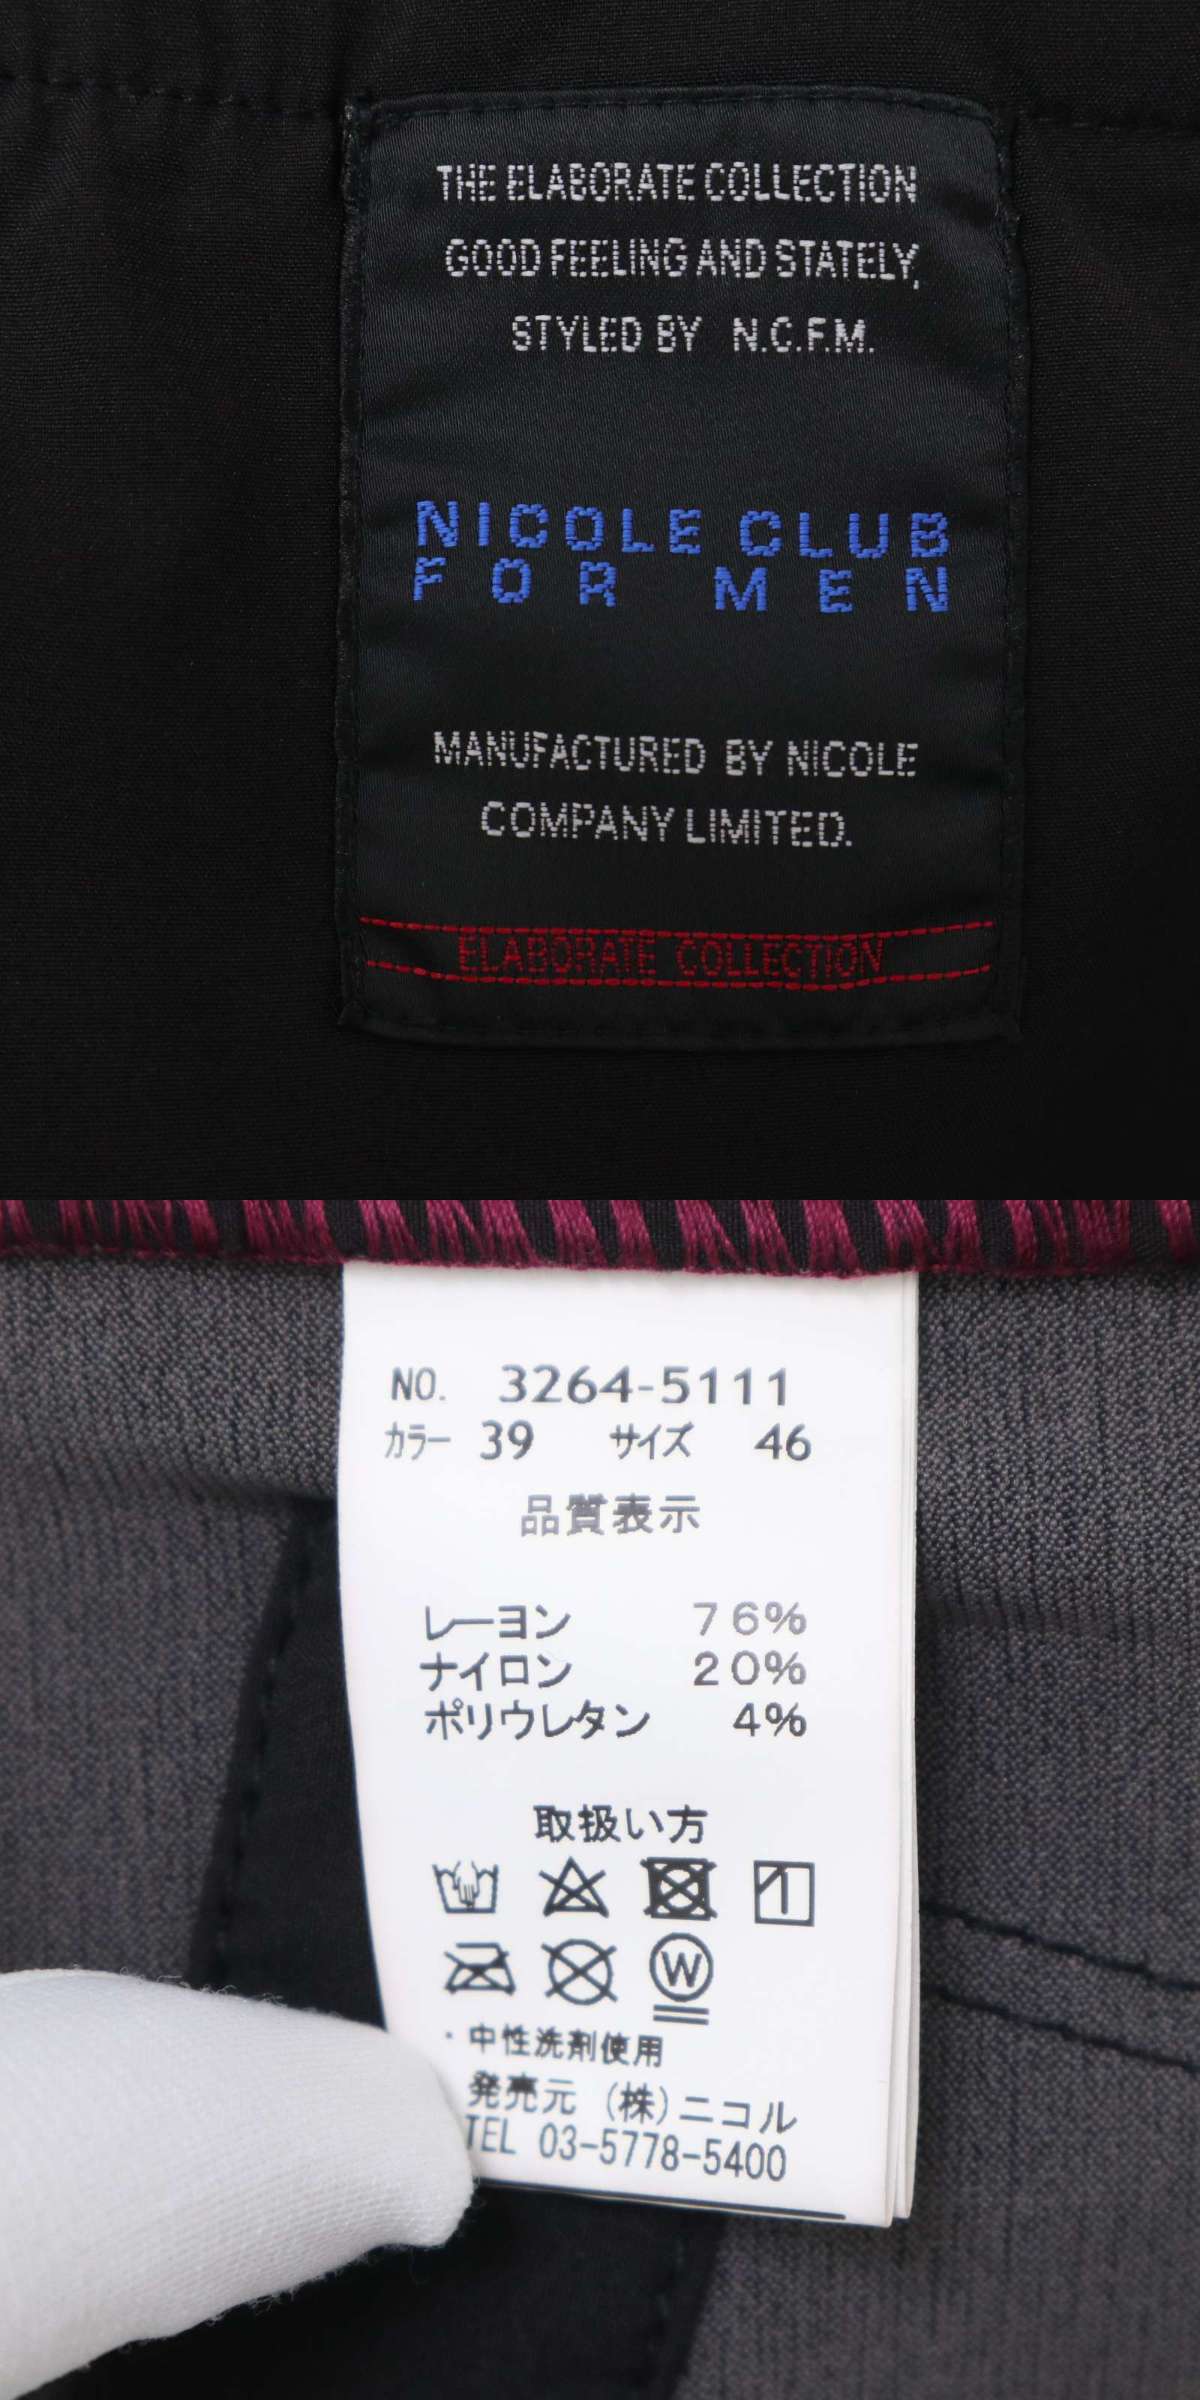 THE ELABORATE COLLECTION
GOOD FEELING AND STATELY,
STYLED BY N.C.F.M.
NICOLE CLUB
FOR MEN
MANUFACTURED BY NICOLE
COMPANY LIMITED.
ELABORATE COLLECTION
NO. 3264-5111
カラー 39 サイズ 46
品質表示
レーヨン 76%
ナイロン 20%
ポリウレタン 4%
取扱い方
W
・中性洗剤使用
発売元 (株)ニコル
TEL 03-5778-5400